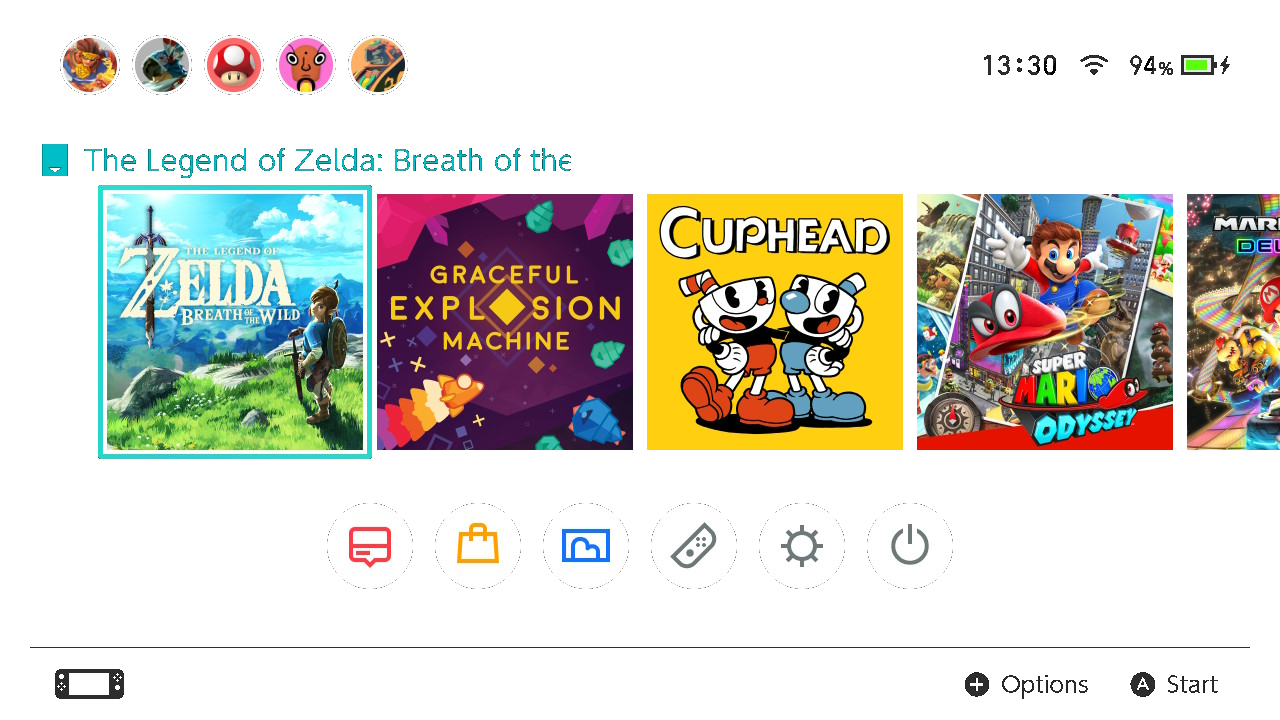 13:30 94%
The Legend of Zelda: Breath of the
THE LEGEND OF
ZELDA
BREATH OF THE WILD
GRACEFUL
EXPLOSION
MACHINE
CUPHEAD
SUPER
MARIO
ODYSSEY
Options
A Start